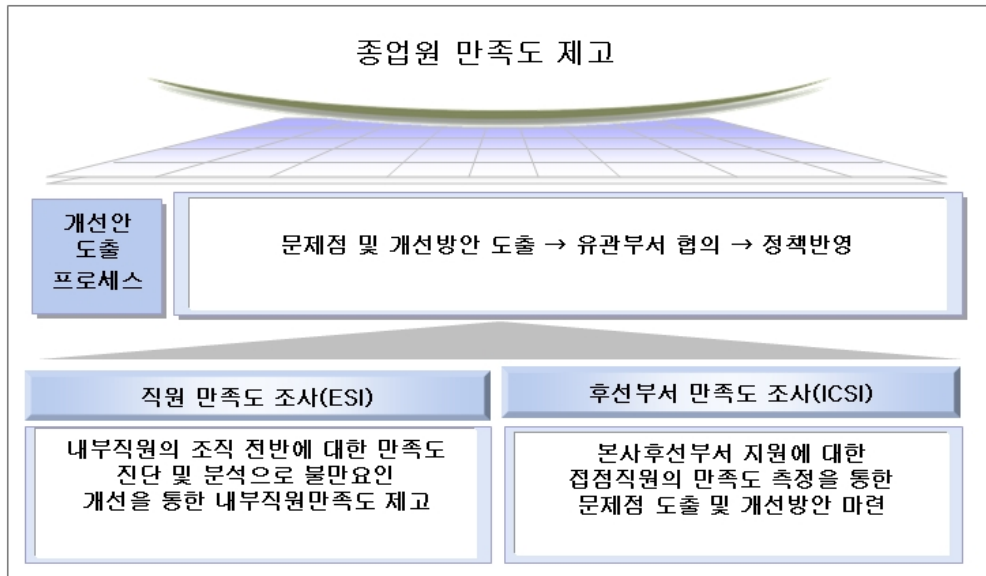 종업원 만족도 제고
개선안
도출
프로세스
문제점 및 개선방안 도출 → 유관부서 협의 → 정책반영
직원 만족도 조사(ESI)
내부직원의 조직 전반에 대한 만족도
진단 및 분석으로 불만요인
개선을 통한 내부직원만족도 제고
후선부서 만족도 조사(ICSI)
본사후선부서 지원에 대한
접점직원의 만족도 측정을 통한
문제점 도출 및 개선방안 마련